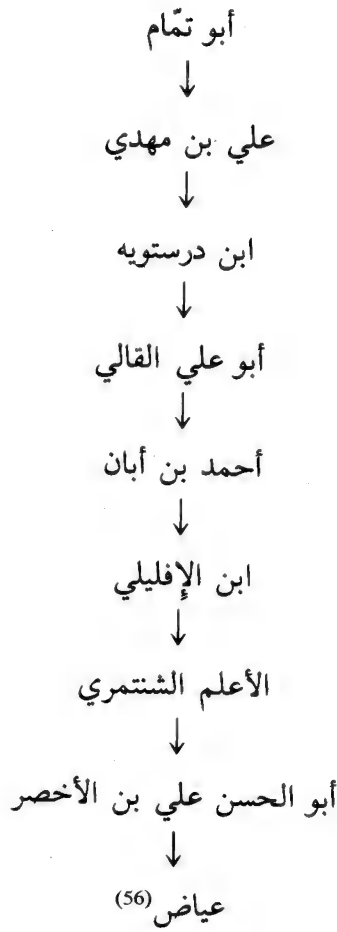 أبو تمّام
↓
علي بن مهدي
↓
ابن درستويه
↓
أبو علي القالي
↓
أحمد بن أبان
↓
ابن الإفليلي
↓
الأعلم الشنتمري
↓
أبو الحسن علي بن الأخصر
↓
عياض(56)